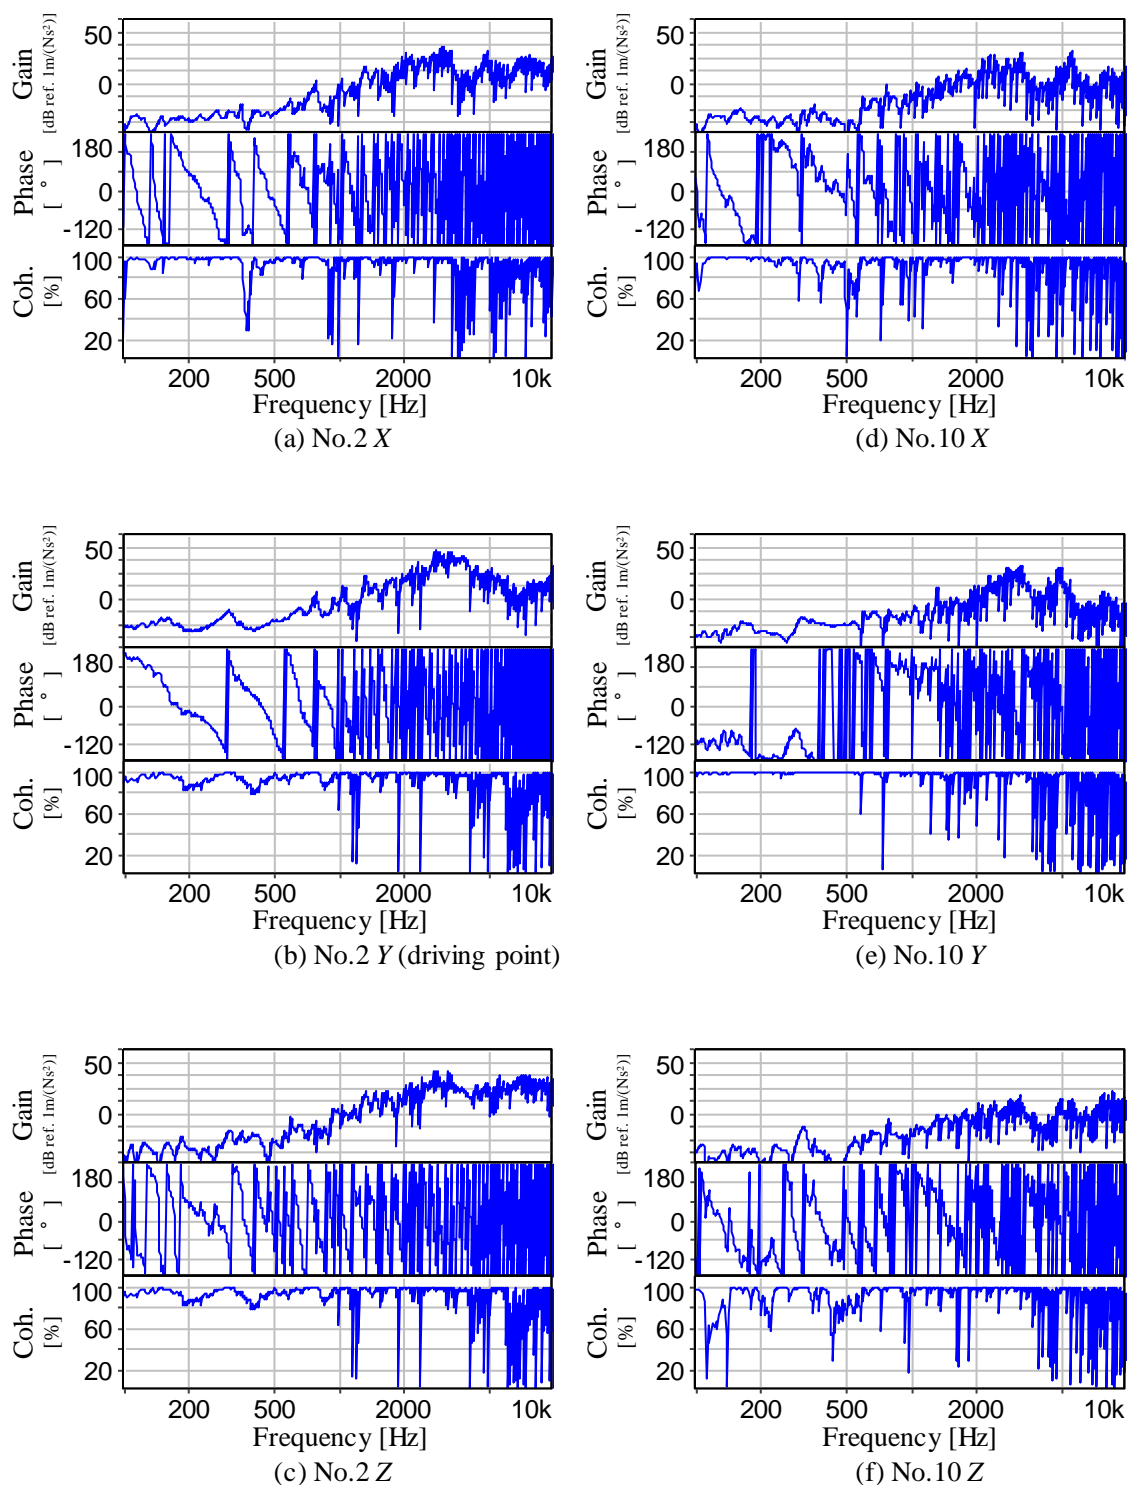 Gain
[dB ref. 1m/(Ns²)]
50
0
Phase
[ ° ]
180
0
-120
Coh.
[%]
100
60
20
200 500 2000 10k
Frequency [Hz]
(a) No.2 X
Gain
[dB ref. 1m/(Ns²)]
50
0
Phase
[ ° ]
180
0
-120
Coh.
[%]
100
60
20
200 500 2000 10k
Frequency [Hz]
(d) No.10 X
Gain
[dB ref. 1m/(Ns²)]
50
0
Phase
[ ° ]
180
0
-120
Coh.
[%]
100
60
20
200 500 2000 10k
Frequency [Hz]
(b) No.2 Y (driving point)
Gain
[dB ref. 1m/(Ns²)]
50
0
Phase
[ ° ]
180
0
-120
Coh.
[%]
100
60
20
200 500 2000 10k
Frequency [Hz]
(e) No.10 Y
Gain
[dB ref. 1m/(Ns²)]
50
0
Phase
[ ° ]
180
0
-120
Coh.
[%]
100
60
20
200 500 2000 10k
Frequency [Hz]
(c) No.2 Z
Gain
[dB ref. 1m/(Ns²)]
50
0
Phase
[ ° ]
180
0
-120
Coh.
[%]
100
60
20
200 500 2000 10k
Frequency [Hz]
(f) No.10 Z